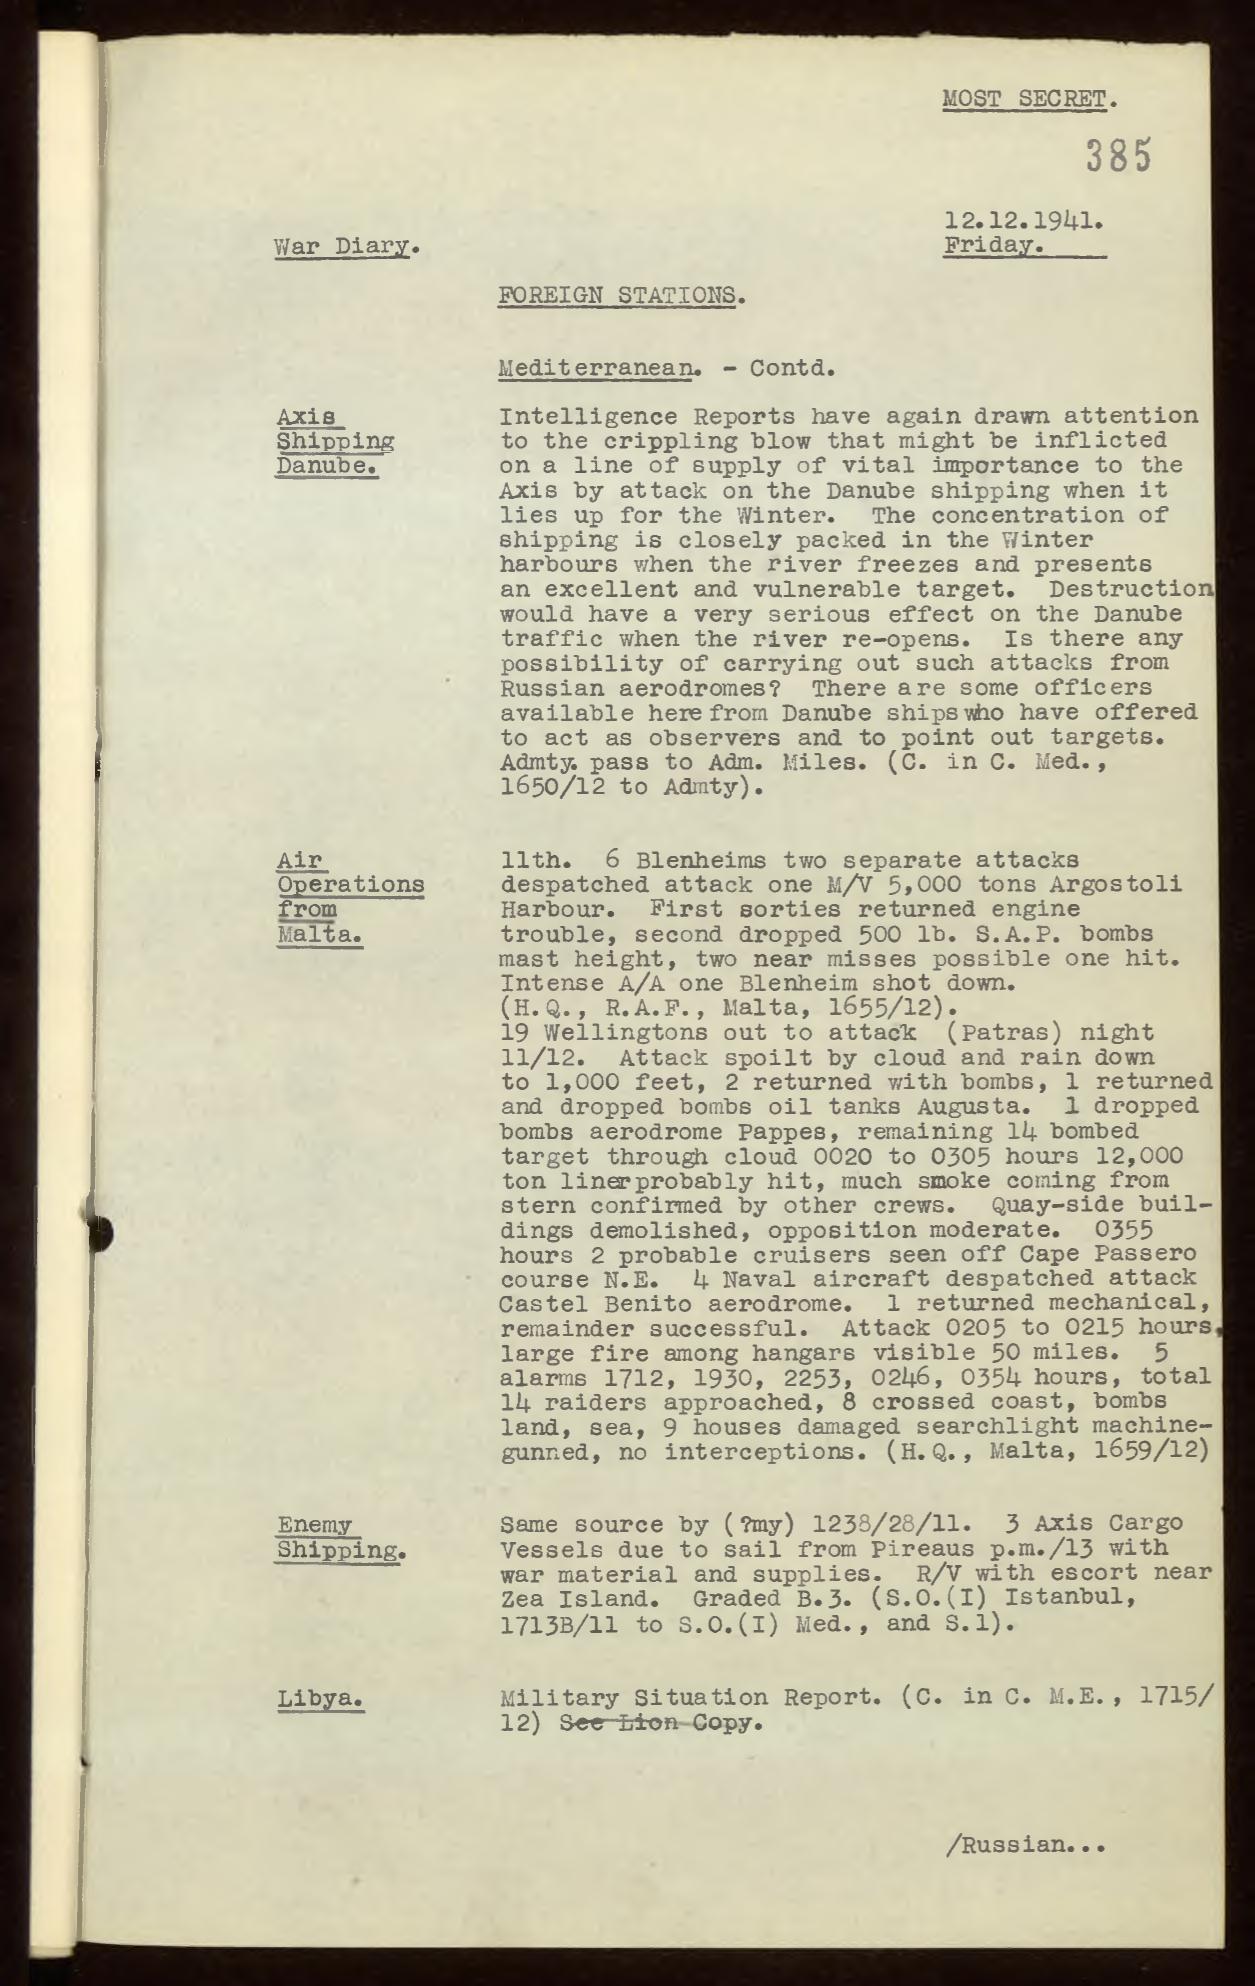 MOST SECRET.
385
12.12.1941.
War Diary.
Friday.
FOREIGN STATIONS.
Mediterranean. - Contd.
Axis
Shipping
Danube.
Intelligence Reports have again drawn attention
to the crippling blow that might be inflicted
on a line of supply of vital importance to the
Axis by attack on the Danube shipping when it
lies up for the Winter. The concentration of
shipping is closely packed in the Winter
harbours when the river freezes and presents
an excellent and vulnerable target. Destruction
would have a very serious effect on the Danube
traffic when the river re-opens. Is there any
possibility of carrying out such attacks from
Russian aerodromes? There are some officers
available here from Danube ships who have offered
to act as observers and to point out targets.
Admty. pass to Adm. Miles. (C. in C. Med.,
1650/12 to Admty).
Air
Operations
from
Malta.
11th. 6 Blenheims two separate attacks
despatched attack one M/V 5,000 tons Argostoli
Harbour. First sorties returned engine
trouble, second dropped 500 lb. S.A.P. bombs
mast height, two near misses possible one hit.
Intense A/A one Blenheim shot down.
(H.Q., R.A.F., Malta, 1655/12).
19 Wellingtons out to attack (Patras) night
11/12. Attack spoilt by cloud and rain down
to 1,000 feet, 2 returned with bombs, 1 returned
and dropped bombs oil tanks Augusta. 1 dropped
bombs aerodrome Pappes, remaining 14 bombed
target through cloud 0020 to 0305 hours 12,000
ton liner probably hit, much smoke coming from
stern confirmed by other crews. Quay-side buil-
dings demolished, opposition moderate. 0355
hours 2 probable cruisers seen off Cape Passero
course N.E. 4 Naval aircraft despatched attack
Castel Benito aerodrome. 1 returned mechanical,
remainder successful. Attack 0205 to 0215 hours,
large fire among hangars visible 50 miles. 5
alarms 1712, 1930, 2253, 0246, 0354 hours, total
14 raiders approached, 8 crossed coast, bombs
land, sea, 9 houses damaged searchlight machine-
gunned, no interceptions. (H.Q., Malta, 1659/12)
Enemy
Shipping.
Same source by (?my) 1238/28/11. 3 Axis Cargo
Vessels due to sail from Pireaus p.m./13 with
war material and supplies. R/V with escort near
Zea Island. Graded B.3. (S.O.(I) Istanbul,
1713B/11 to S.O.(I) Med., and S.1).
Libya.
Military Situation Report. (C. in C. M.E., 1715/
12) See Lion Copy.
/Russian...